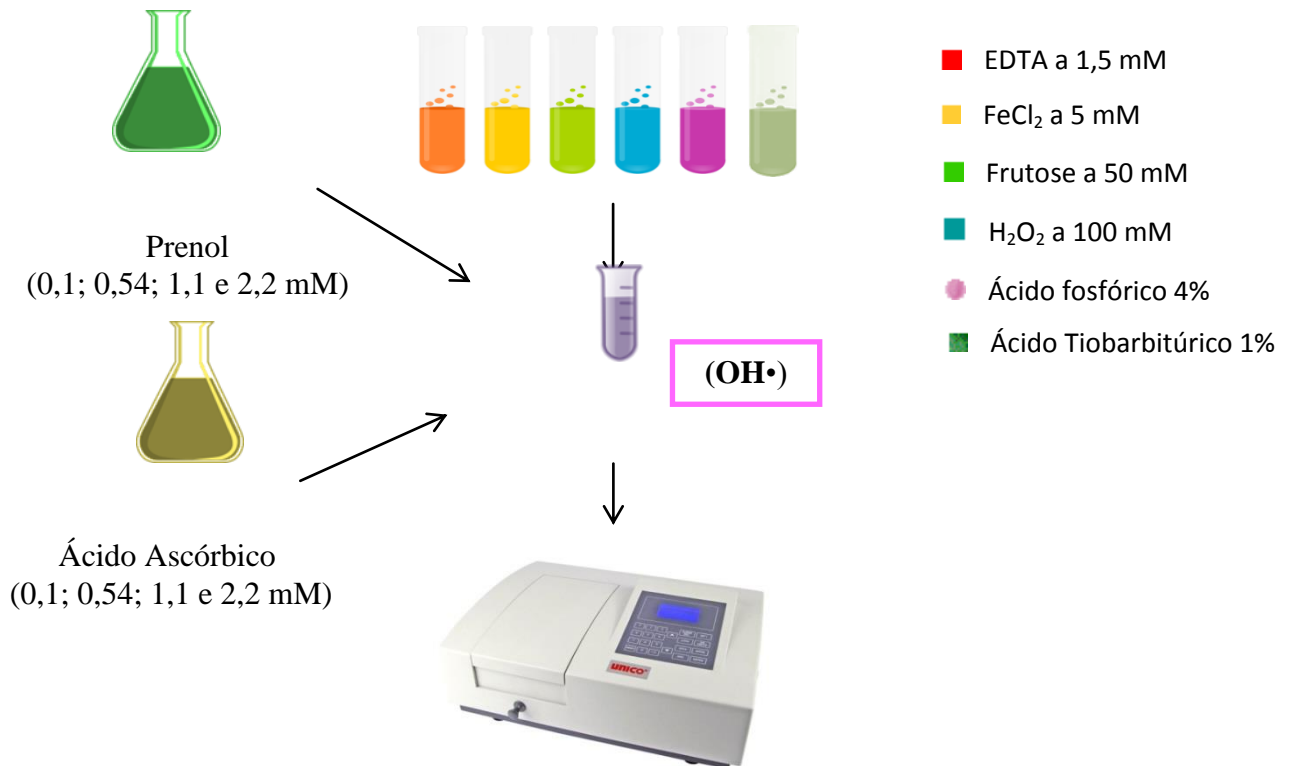 Prenol
(0,1; 0,54; 1,1 e 2,2 mM)
Ácido Ascórbico
(0,1; 0,54; 1,1 e 2,2 mM)
(OH•)
UNICO
EDTA a 1,5 mM
FeCl₂ a 5 mM
Frutose a 50 mM
H₂O₂ a 100 mM
Ácido fosfórico 4%
Ácido Tiobarbitúrico 1%